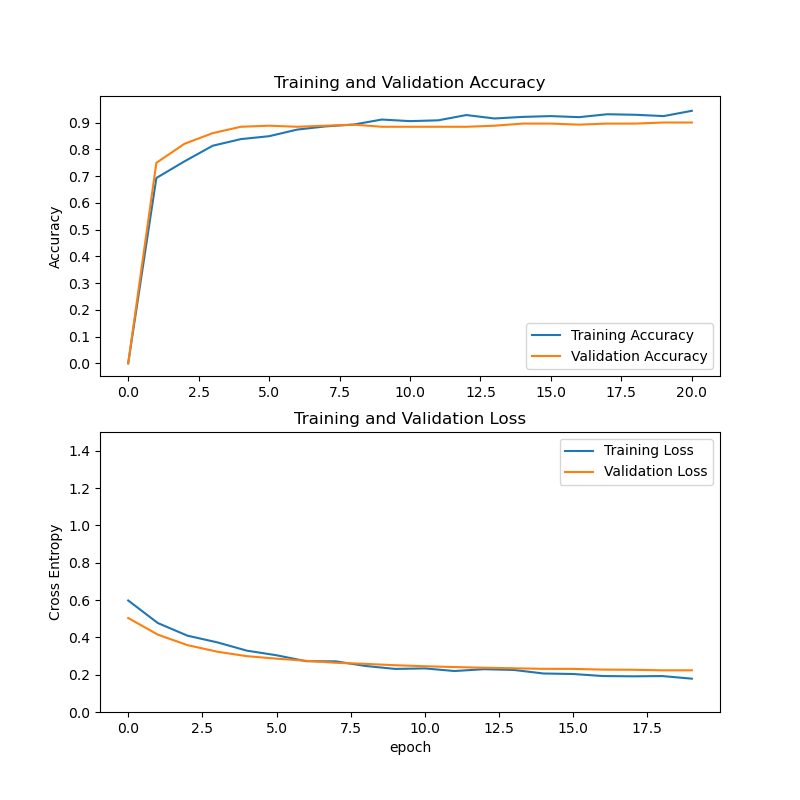 Training and Validation Accuracy
Accuracy
0.9
0.8
0.7
0.6
0.5
0.4
0.3
0.2
0.1
0.0
Training Accuracy
Validation Accuracy
0.0 2.5 5.0 7.5 10.0 12.5 15.0 17.5 20.0
Training and Validation Loss
Cross Entropy
1.4
1.2
1.0
0.8
0.6
0.4
0.2
0.0
Training Loss
Validation Loss
0.0 2.5 5.0 7.5 10.0 12.5 15.0 17.5
epoch